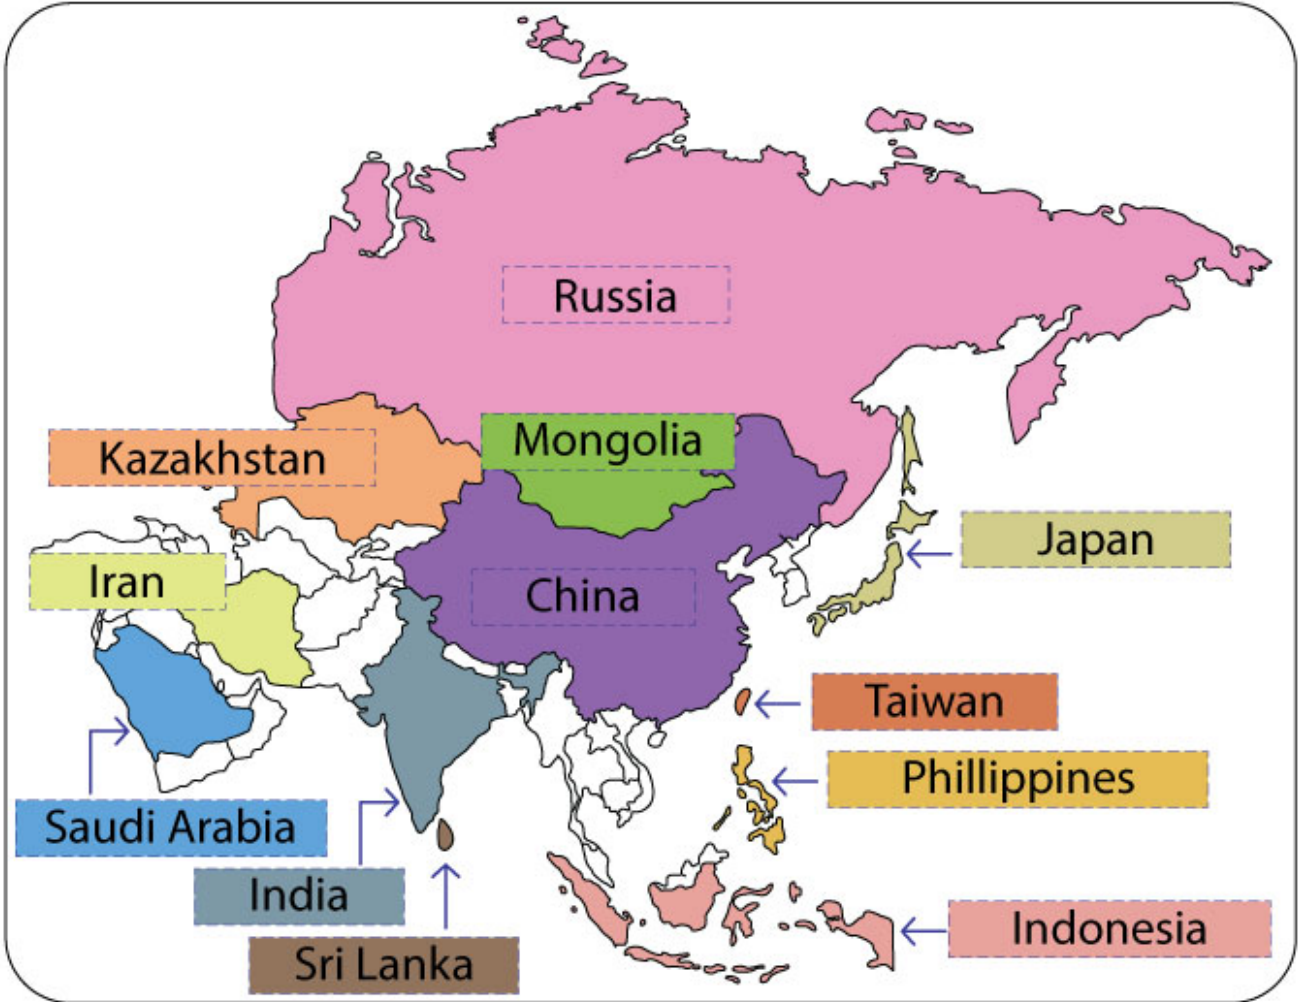 Russia
Mongolia
Kazakhstan
Japan
Iran
China
Taiwan
Phillippines
Saudi Arabia
India
Indonesia
Sri Lanka